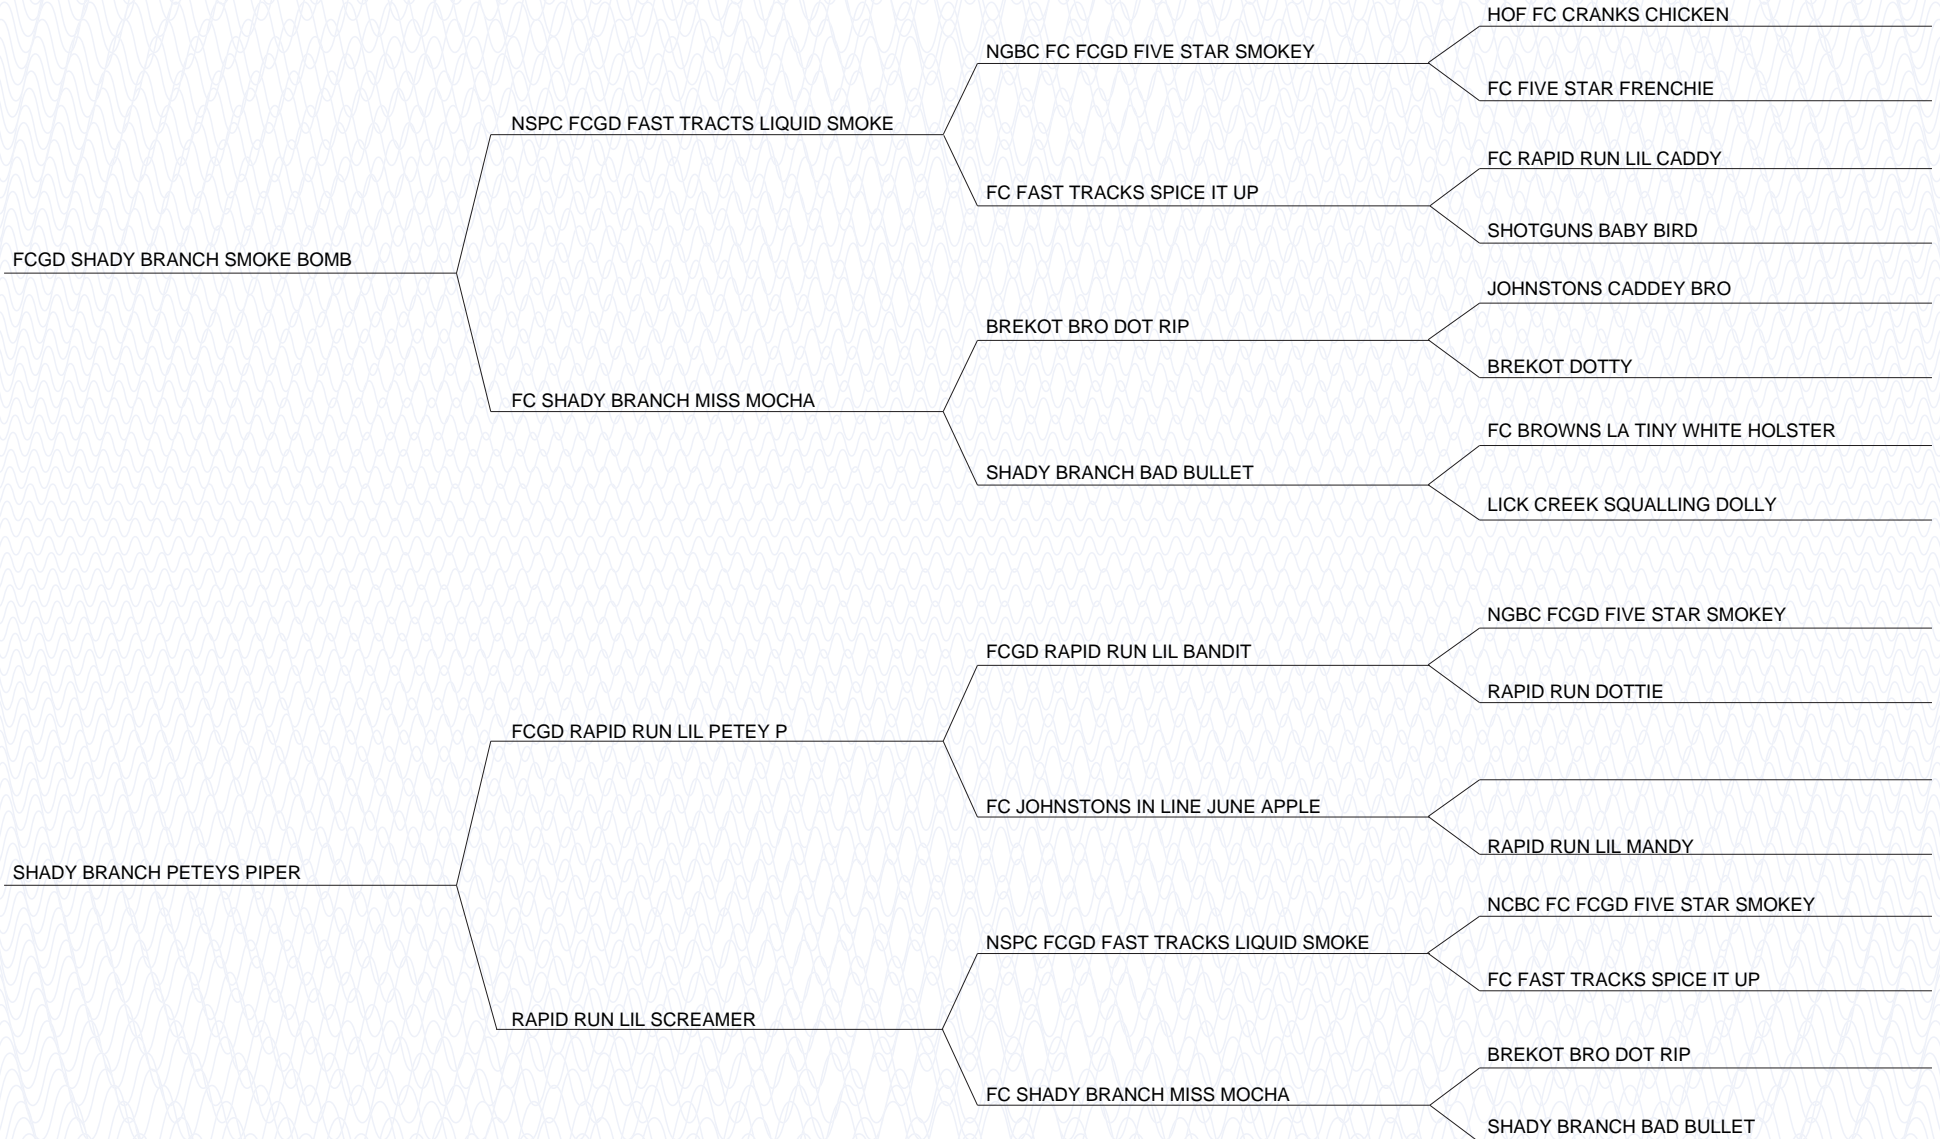 HOF FC CRANKS CHICKEN
NGBC FC FCGD FIVE STAR SMOKEY
FC FIVE STAR FRENCHIE
NSPC FCGD FAST TRACTS LIQUID SMOKE
FC RAPID RUN LIL CADDY
FC FAST TRACKS SPICE IT UP
SHOTGUNS BABY BIRD
FCGD SHADY BRANCH SMOKE BOMB
JOHNSTONS CADDEY BRO
BREKOT BRO DOT RIP
BREKOT DOTTY
FC SHADY BRANCH MISS MOCHA
FC BROWNS LA TINY WHITE HOLSTER
SHADY BRANCH BAD BULLET
LICK CREEK SQUALLING DOLLY
NGBC FCGD FIVE STAR SMOKEY
FCGD RAPID RUN LIL BANDIT
RAPID RUN DOTTIE
FCGD RAPID RUN LIL PETEY P
FC JOHNSTONS IN LINE JUNE APPLE
RAPID RUN LIL MANDY
SHADY BRANCH PETEYS PIPER
NCBC FC FCGD FIVE STAR SMOKEY
NSPC FCGD FAST TRACKS LIQUID SMOKE
FC FAST TRACKS SPICE IT UP
RAPID RUN LIL SCREAMER
BREKOT BRO DOT RIP
FC SHADY BRANCH MISS MOCHA
SHADY BRANCH BAD BULLET